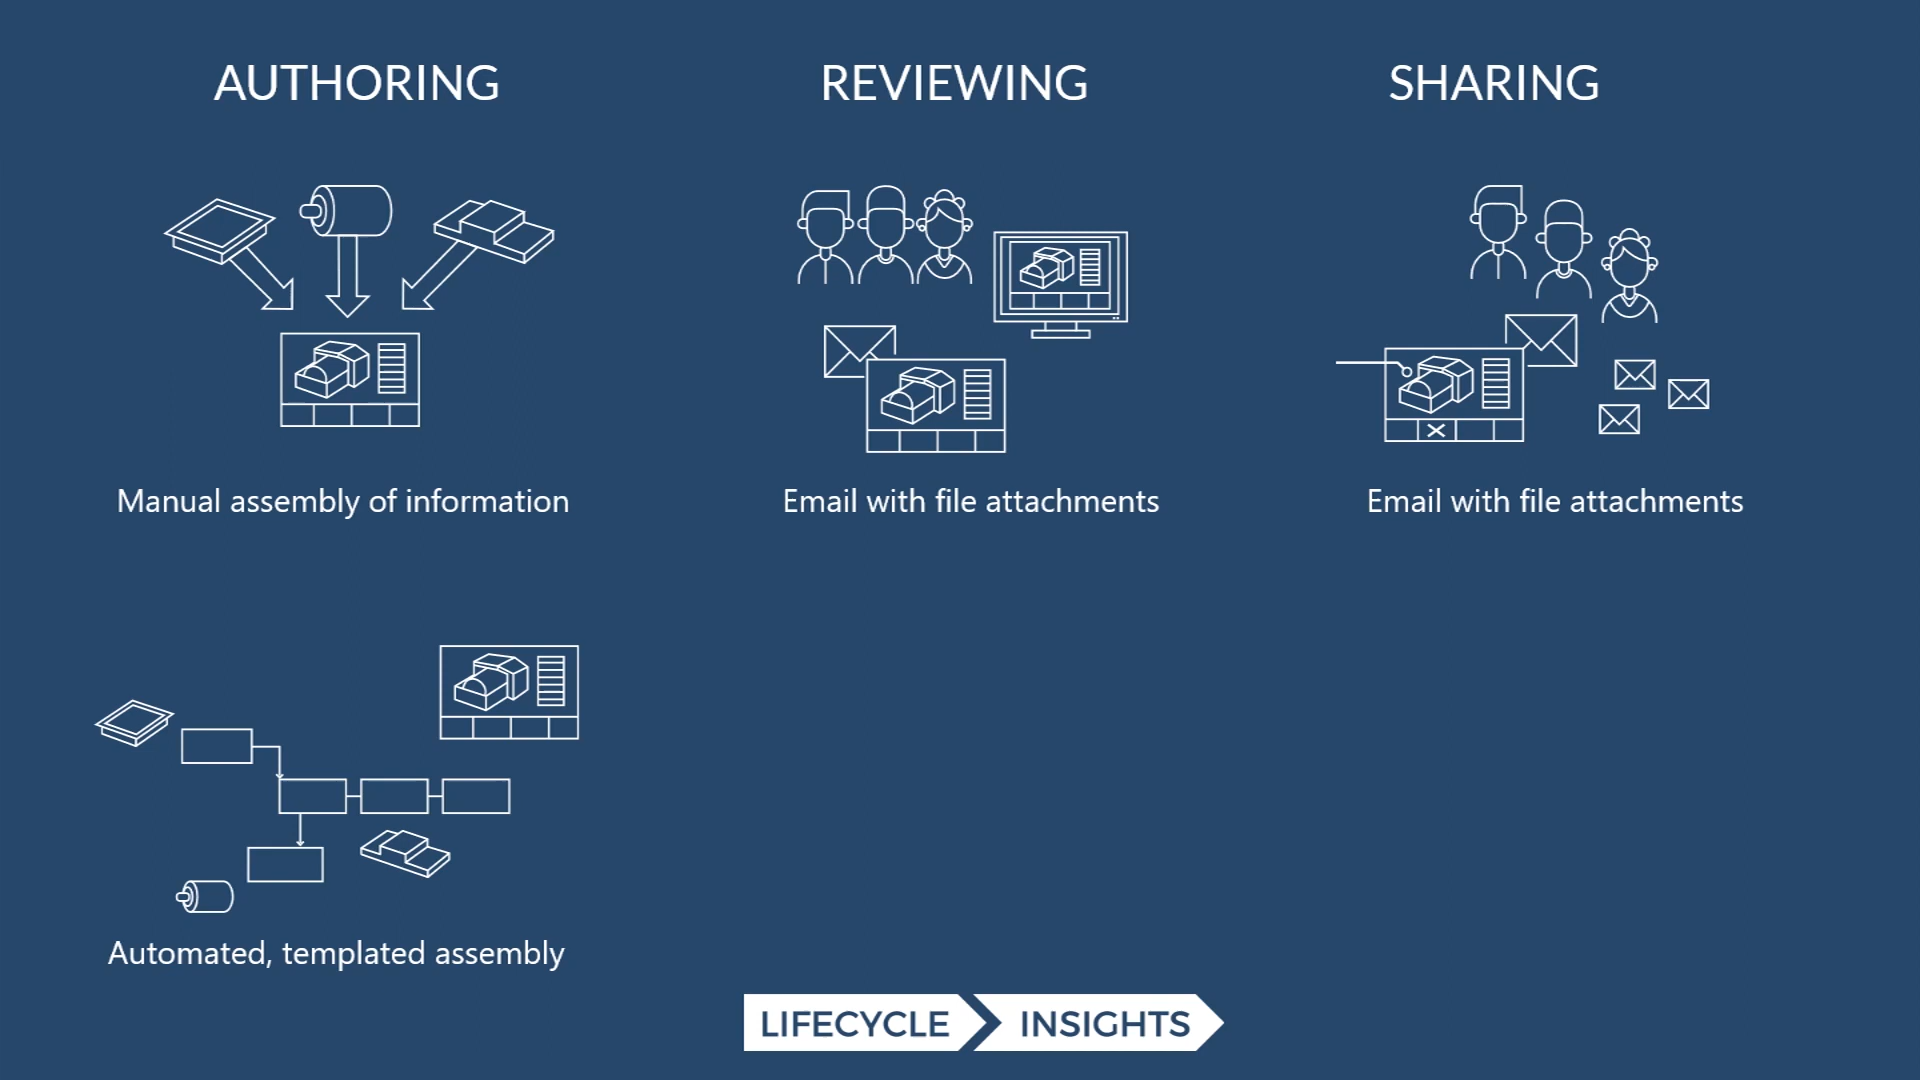 AUTHORING
REVIEWING
SHARING
Manual assembly of information
Email with file attachments
Email with file attachments
Automated, templated assembly
LIFECYCLE INSIGHTS